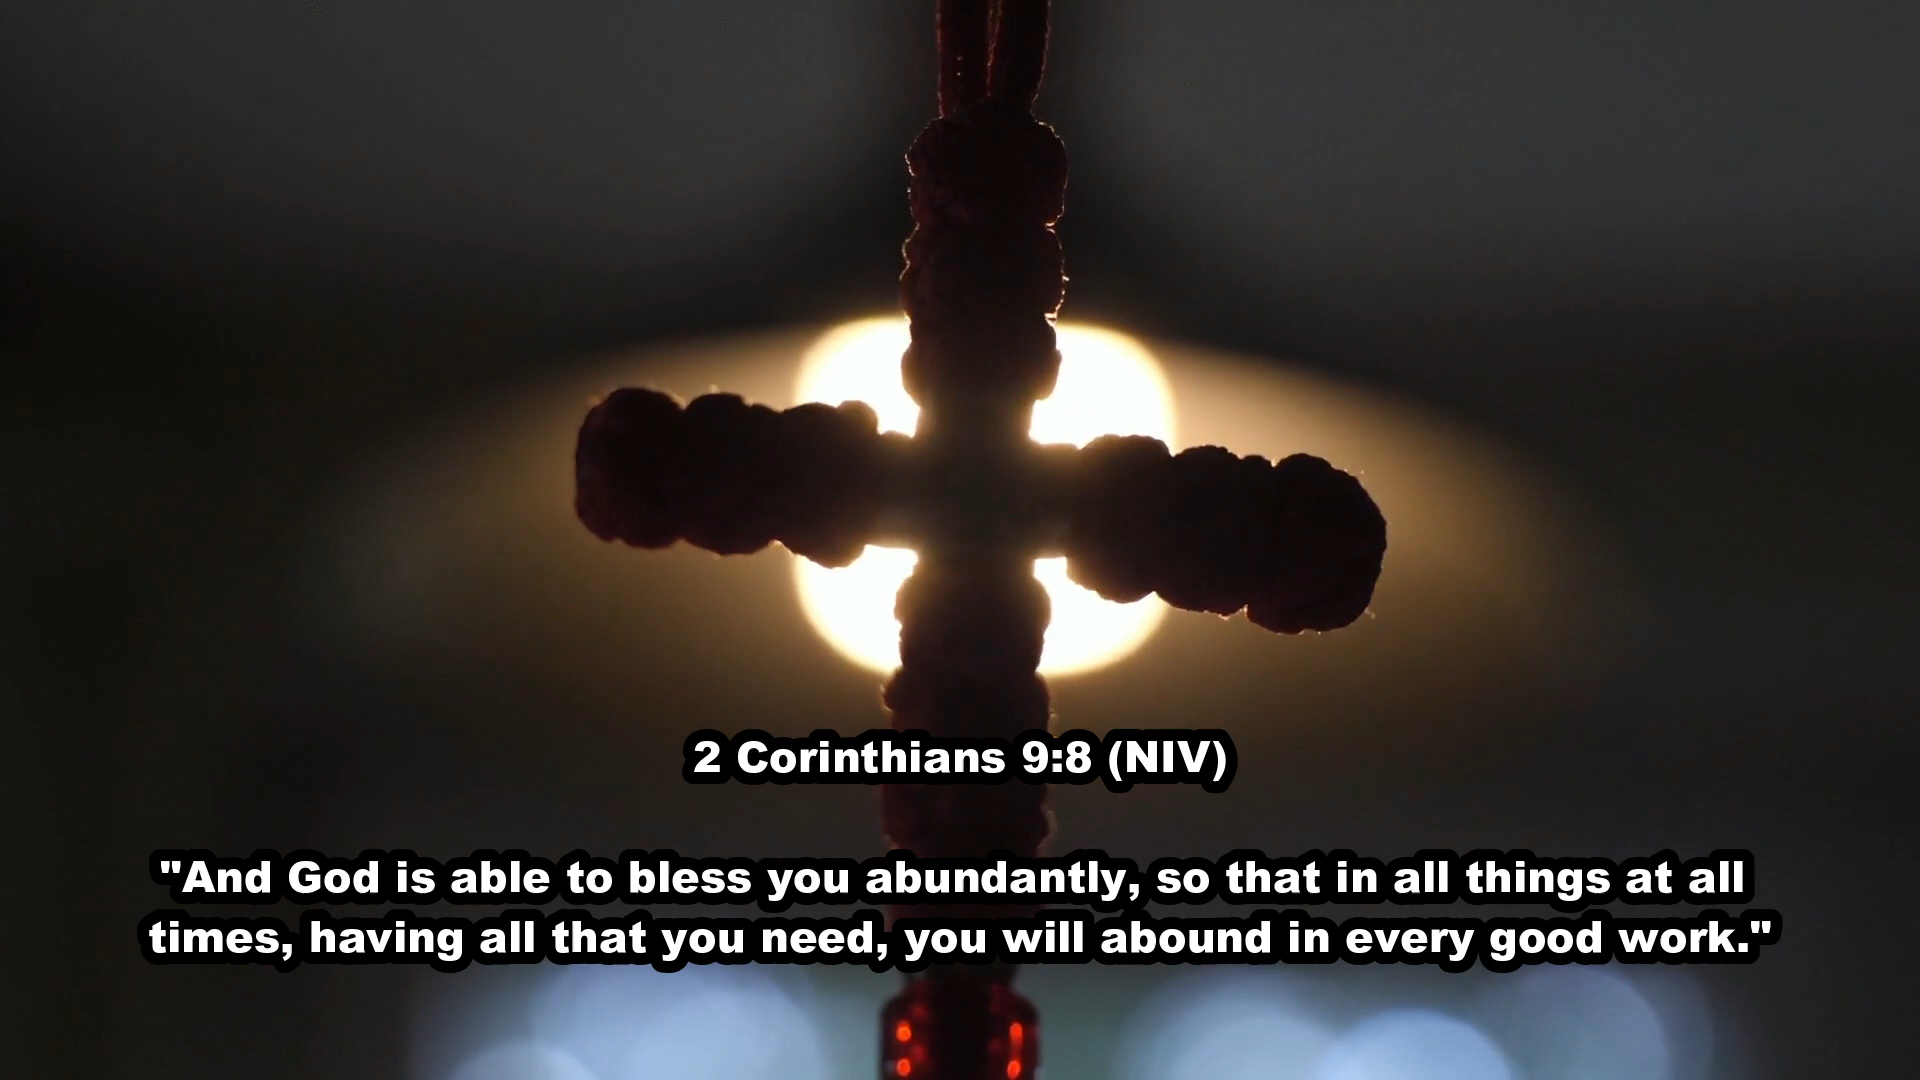 2 Corinthians 9:8 (NIV)
"And God is able to bless you abundantly, so that in all things at all
times, having all that you need, you will abound in every good work."